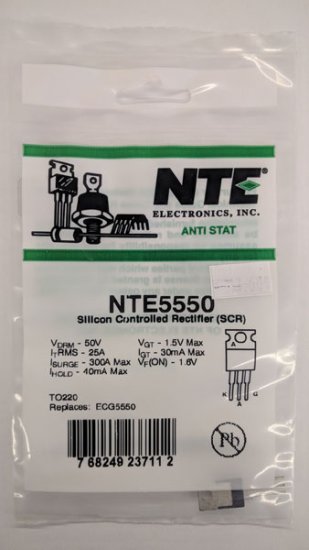 NTE
ELECTRONICS, INC.
ANTI STAT
NTE5550
Silicon Controlled Rectifier (SCR)
VDRM - 50V VGT - 1.5V Max
ITRMS - 25A IGT - 30mA Max
ISURGE - 300A Max VF(ON) - 1.6V
IHOLD - 40mA Max
A
K A G
TO220
Replaces: ECG5550
Pb
7 68249 23711 2